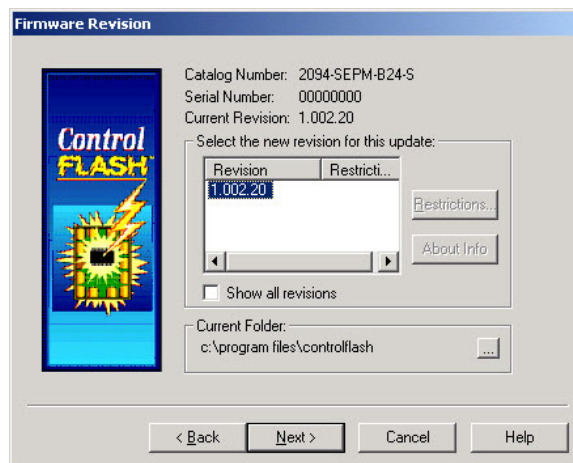 Firmware Revision
Control
FLASH
Catalog Number: 2094-SEPM-B24-S
Serial Number: 00000000
Current Revision: 1.002.20
Select the new revision for this update:
Revision Restricti...
1.002.20
Restrictions...
About Info
Show all revisions
Current Folder:
c:\program files\controlflash
...
< Back Next > Cancel Help